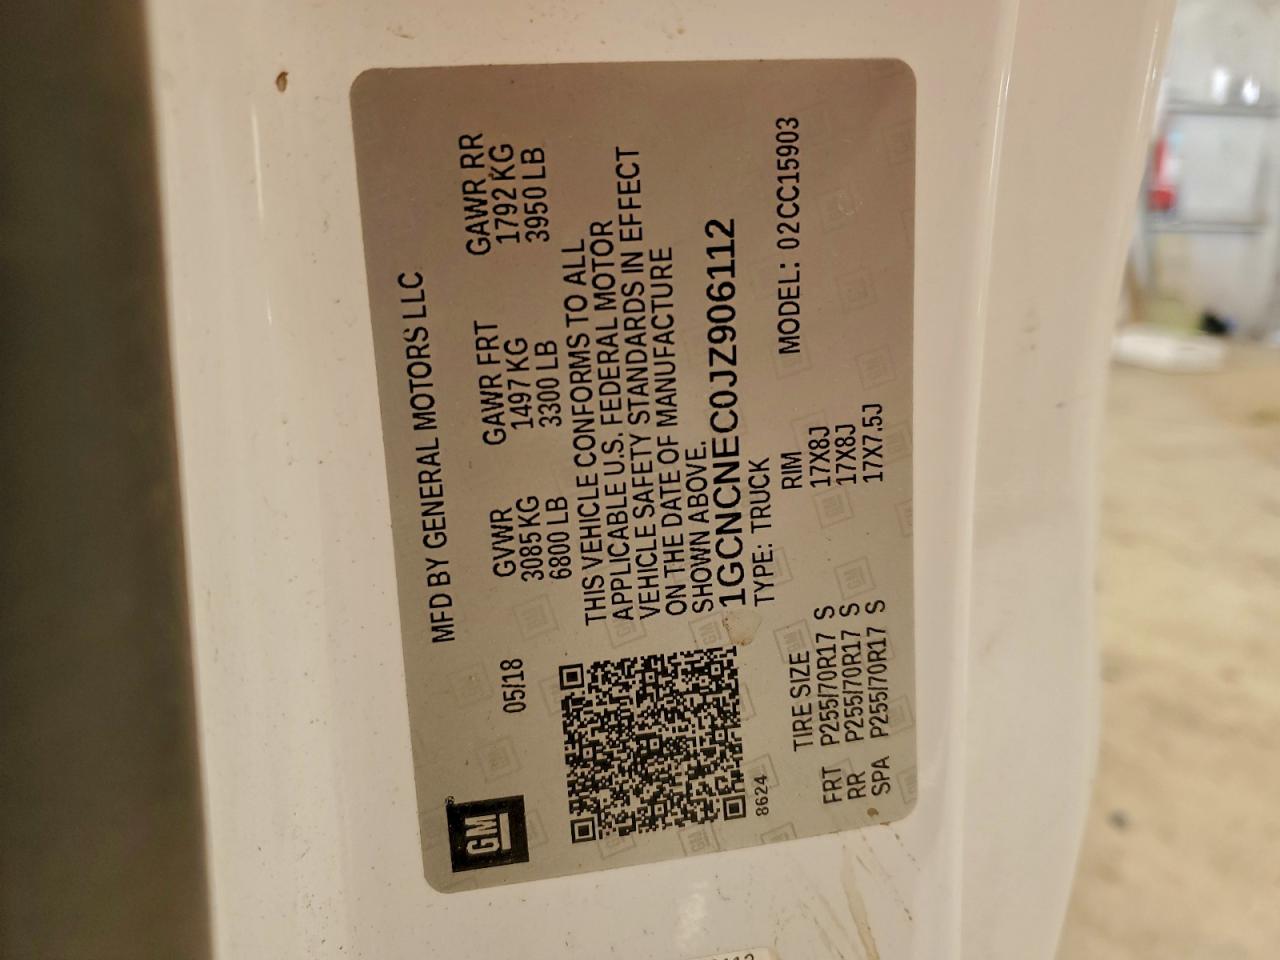 GM
MFD BY GENERAL MOTORS LLC
05/18
GVWR GAWR FRT GAWR RR
3085 KG 1497 KG 1792 KG
6800 LB 3300 LB 3950 LB
THIS VEHICLE CONFORMS TO ALL
APPLICABLE U.S. FEDERAL MOTOR
VEHICLE SAFETY STANDARDS IN EFFECT
ON THE DATE OF MANUFACTURE
SHOWN ABOVE.
1GCNCNEC0JZ906112
8624
TYPE: TRUCK MODEL: 02CC15903
TIRE SIZE RIM
FRT P255/70R17 S 17X8J
RR P255/70R17 S 17X8J
SPA P255/70R17 S 17X7.5J